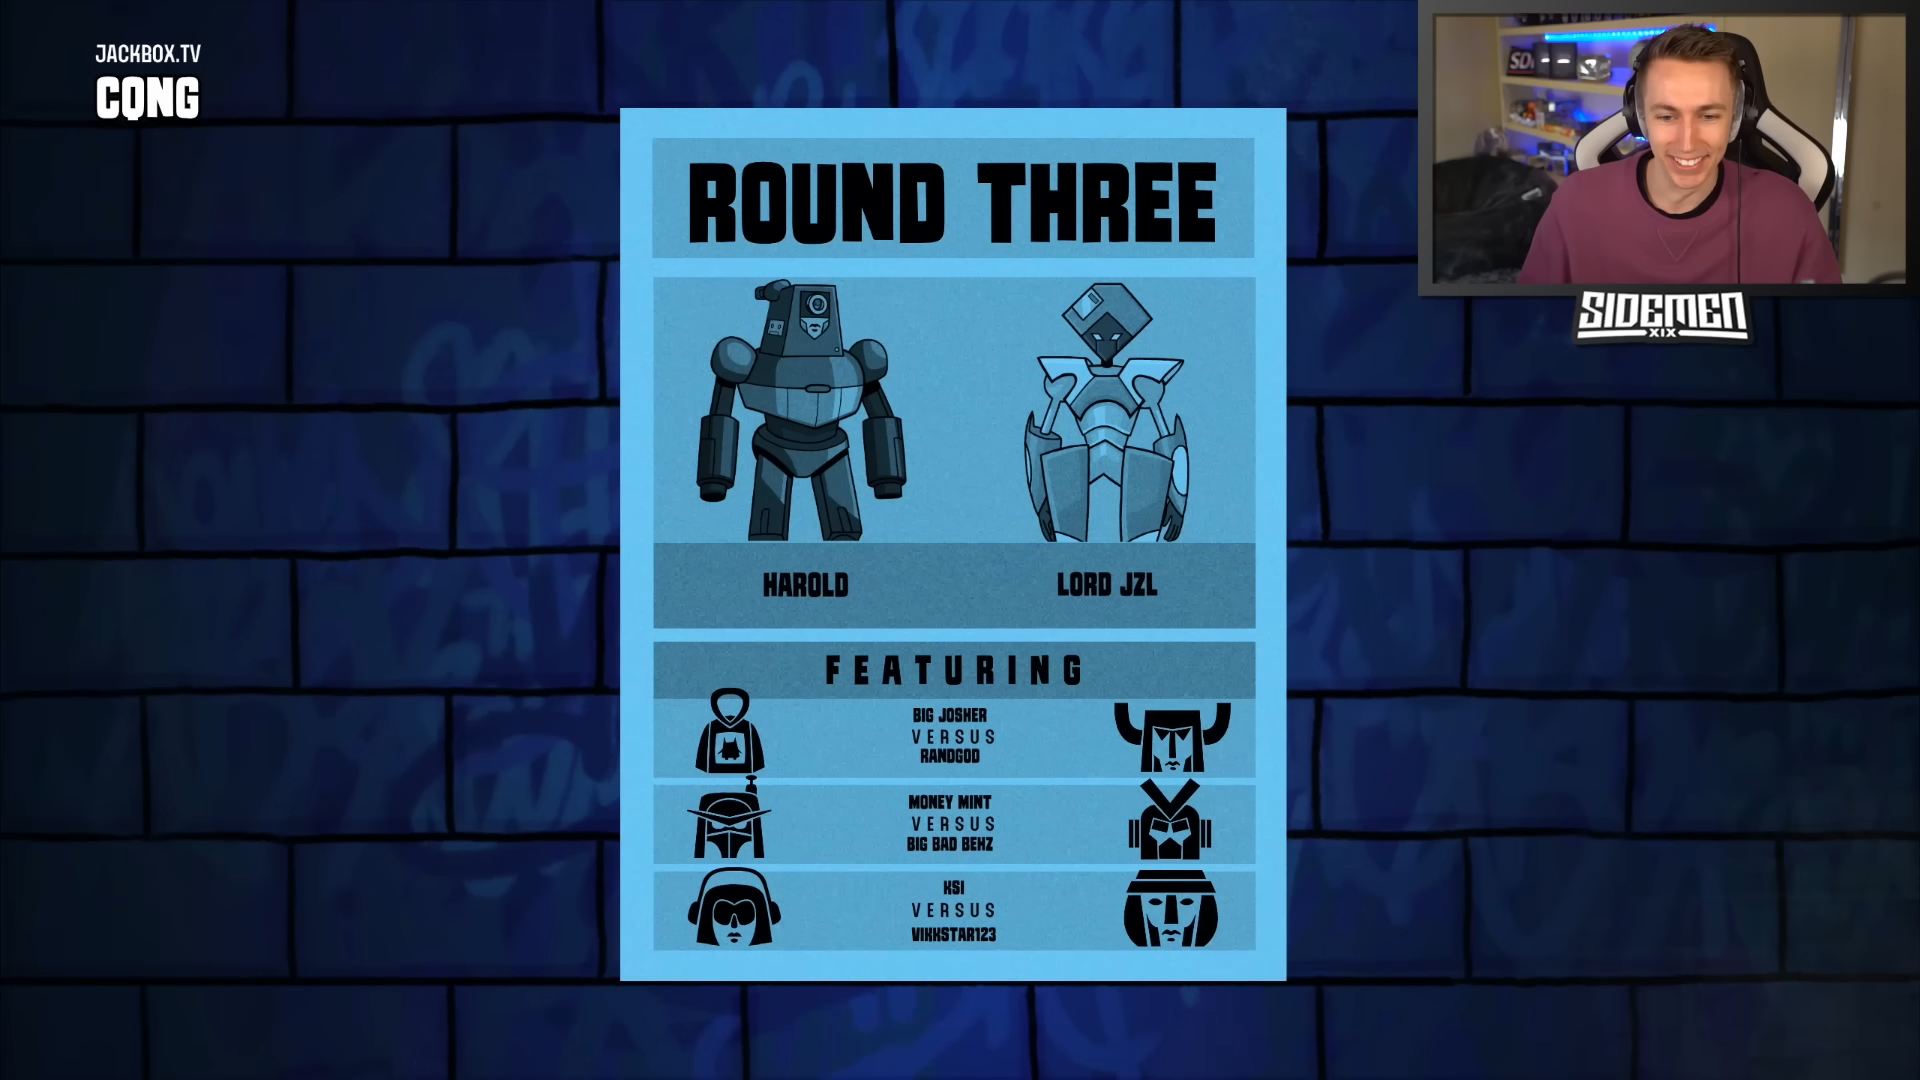 JACKBOX.TV
CQNG
ROUND THREE
HAROLD
LORD JZL
FEATURING
BIG JOSHER
VERSUS
RANDGOD
MONEY MINT
VERSUS
BIG BAD BEHZ
KSI
VERSUS
VIKKSTAR123
SIDEMEN
XIX